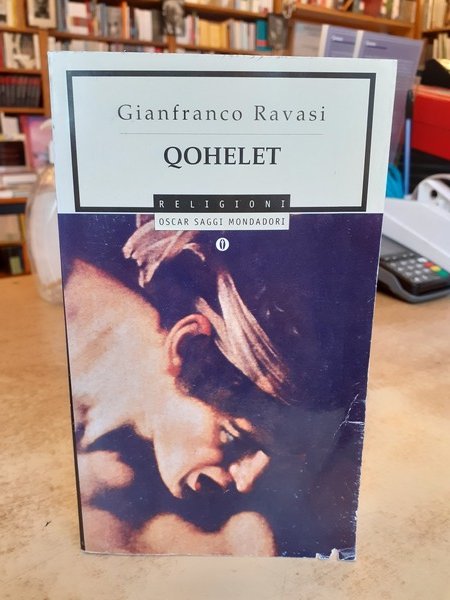 Gianfranco Ravasi
QOHELET
RELIGIONI
OSCAR SAGGI MONDADORI